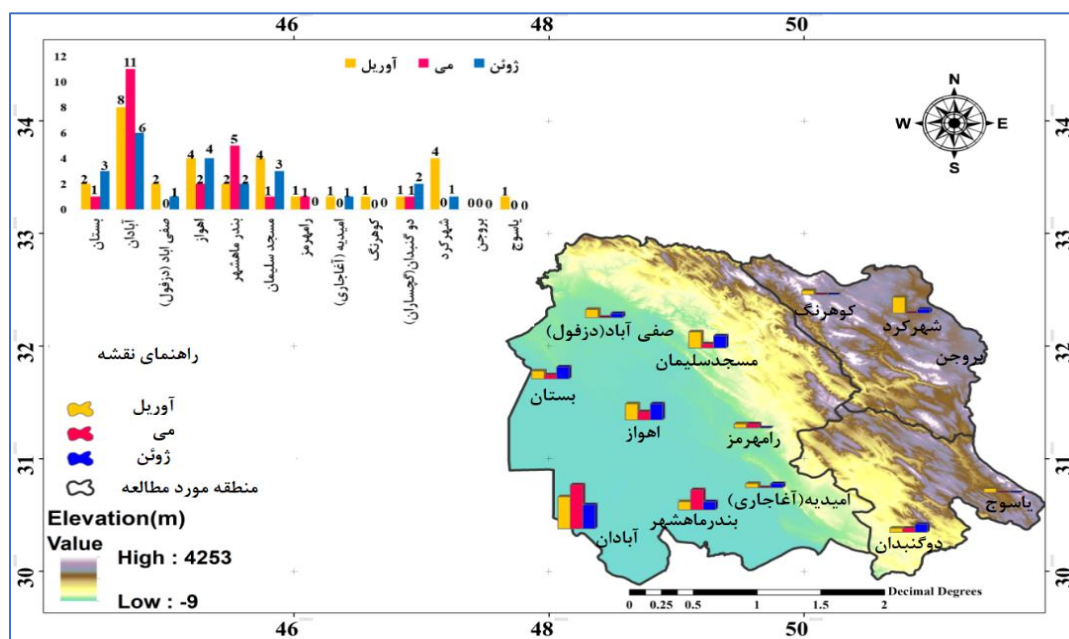 46 48 50
آوریل می ژوئن
12
10
8
6
4
2
0
2 1 3
8 11 6
2 0 1
4 2 4
2 5 2
4 1 3
1 1 0
1 0 1
1 0 0
1 1 2
4 0 1
0 0 0
1 0 0
بستان
آبادان
صفی آباد (دزفول)
اهواز
بندر ماهشهر
مسجد سلیمان
رامهرمز
امیدیه (آغاجاری)
کوهرنگ
دو گنبدان(گچساران)
شهرکرد
بروجن
یاسوج
N
W E
S
34 34
33 33
32 32
31 31
30 30
کوهرنگ
شهرکرد
بروجن
صفی آباد(دزفول)
مسجدسلیمان
بستان
اهواز
رامهرمز
امیدیه(آغاجاری)
یاسوج
بندرماهشهر
آبادان
دوگنبدان
راهنمای نقشه
آوریل
می
ژوئن
منطقه مورد مطالعه
Elevation(m)
Value
High : 4253
Low : -9
Decimal Degrees
0 0.25 0.5 1 1.5 2
46 48 50